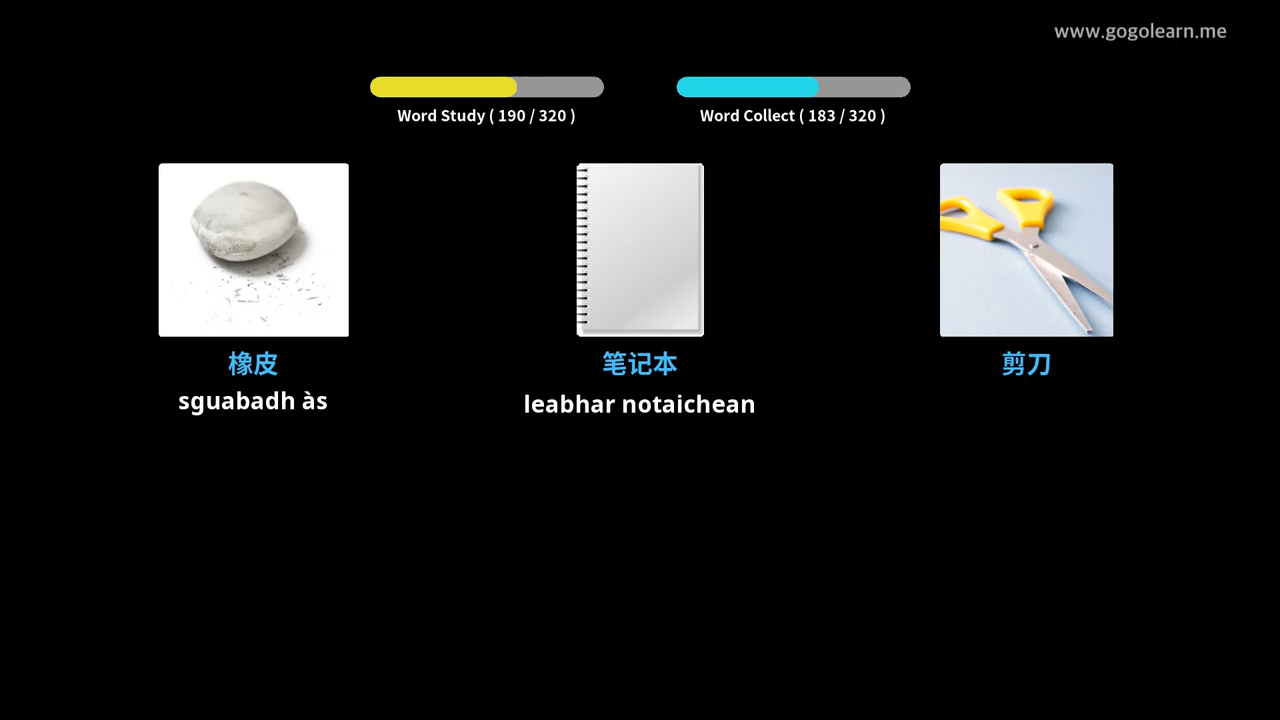 www.gogolearn.me
Word Study ( 190 / 320 )
Word Collect ( 183 / 320 )
橡皮
笔记本
剪刀
sguabadh às
leabhar notaichean